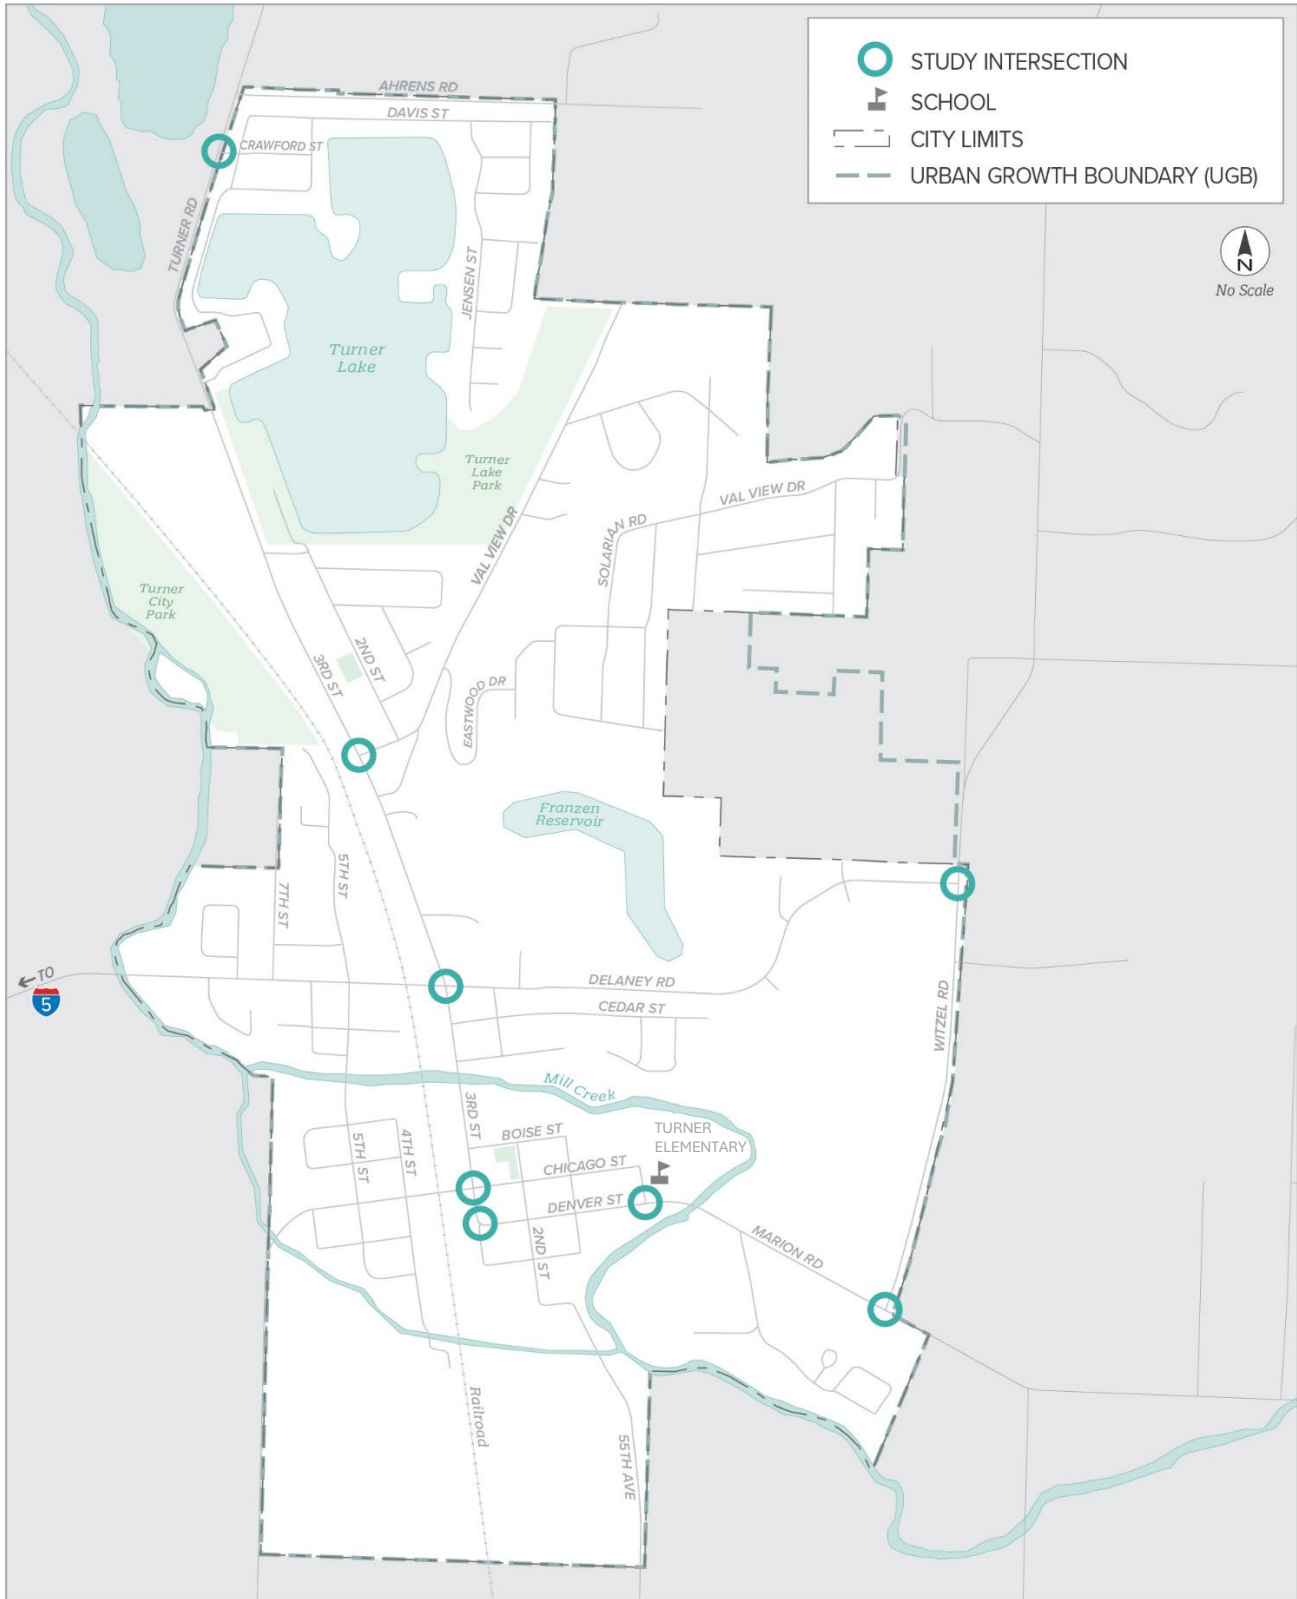 STUDY INTERSECTION
SCHOOL
CITY LIMITS
URBAN GROWTH BOUNDARY (UGB)
N
No Scale
AHRENS RD
DAVIS ST
CRAWFORD ST
TURNER RD
JENSEN ST
Turner
Lake
Turner
Lake
Park
VAL VIEW DR
VAL VIEW DR
SOLARIAN RD
Turner
City
Park
3RD ST
2ND ST
EASTWOOD DR
Franzen
Reservoir
5TH ST
7TH ST
← TO
5
DELANEY RD
CEDAR ST
WITZEL RD
Mill Creek
3RD ST
BOISE ST
TURNER
ELEMENTARY
5TH ST
4TH ST
CHICAGO ST
DENVER ST
2ND ST
MARION RD
Railroad
55TH AVE